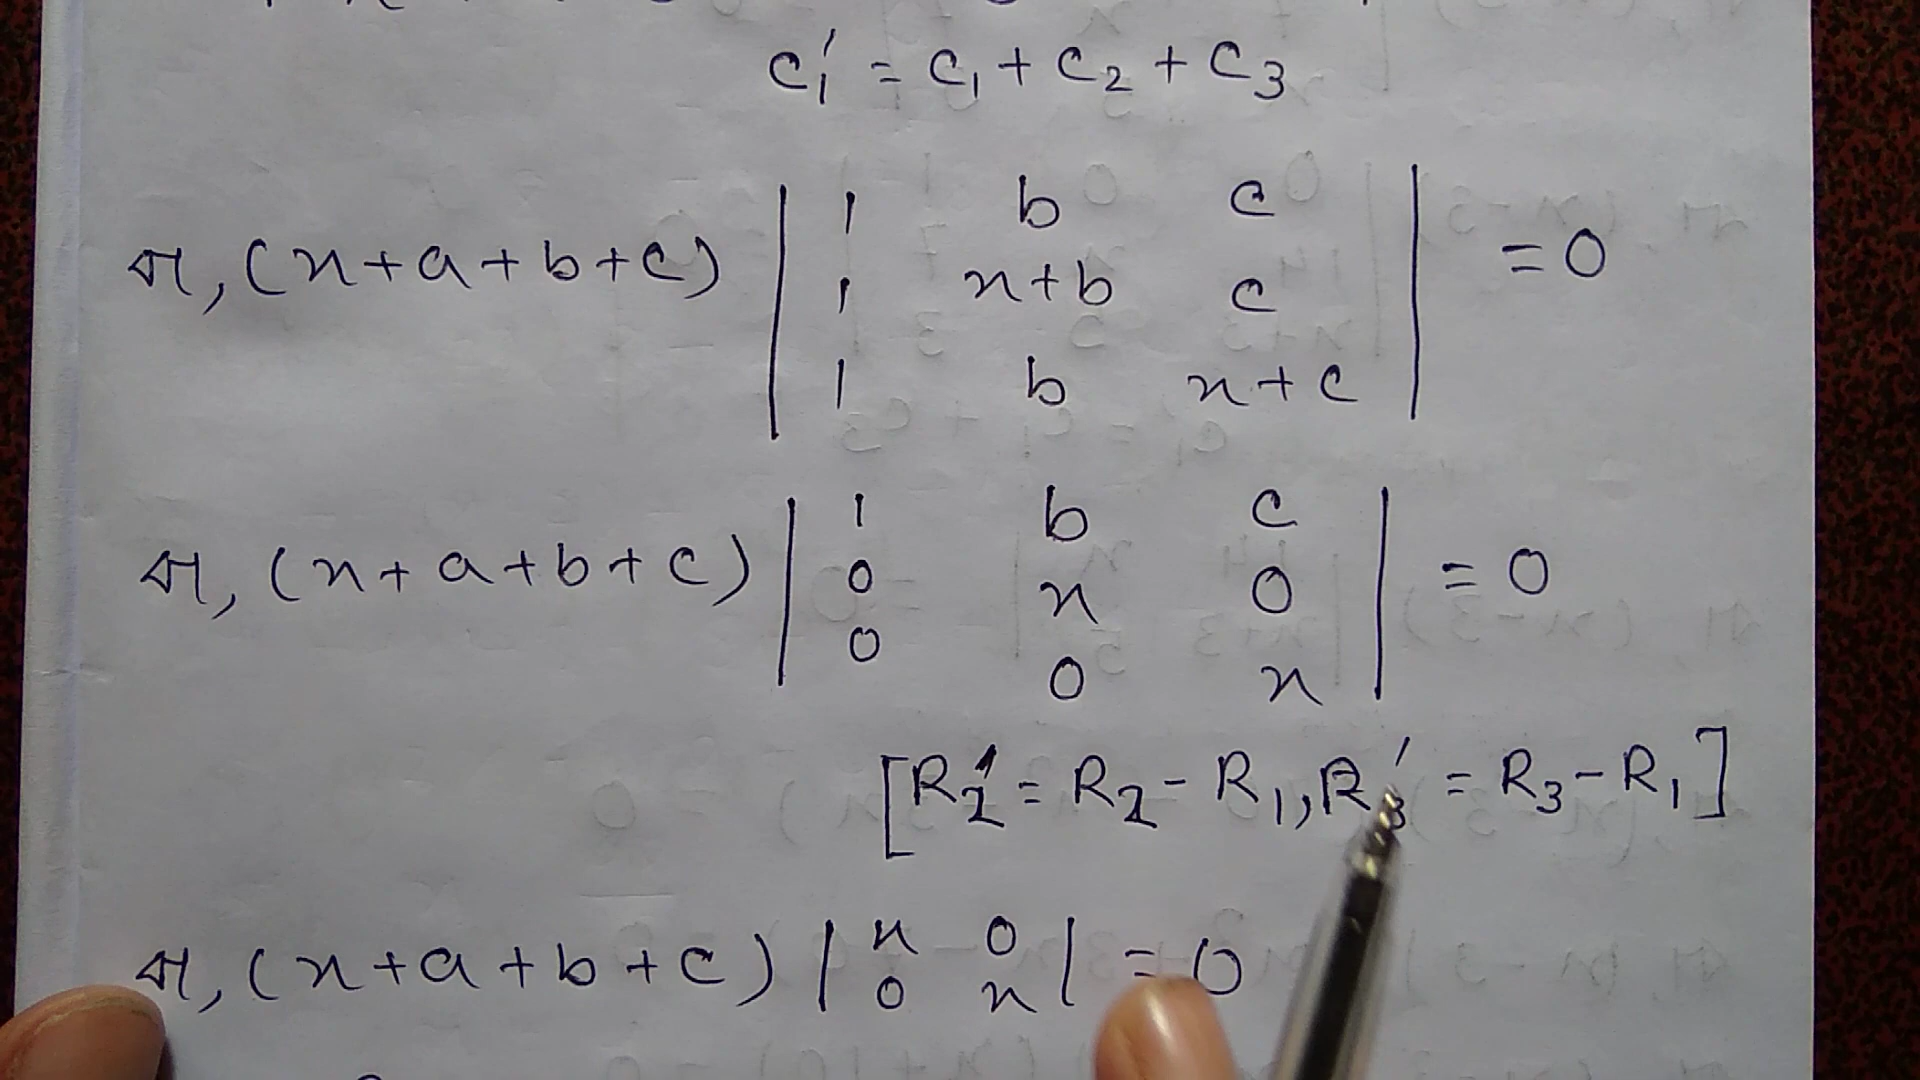 C₁′ = C₁ + C₂ + C₃
বা, (x+a+b+c) | 1 b c |
| 1 x+b c | = 0
| 1 b x+c |
বা, (x+a+b+c) | 1 b c |
| 0 x 0 | = 0
| 0 0 x |
[R₂′ = R₂ - R₁, R₃′ = R₃ - R₁]
বা, (x+a+b+c) | x 0 | = 0
| 0 x |